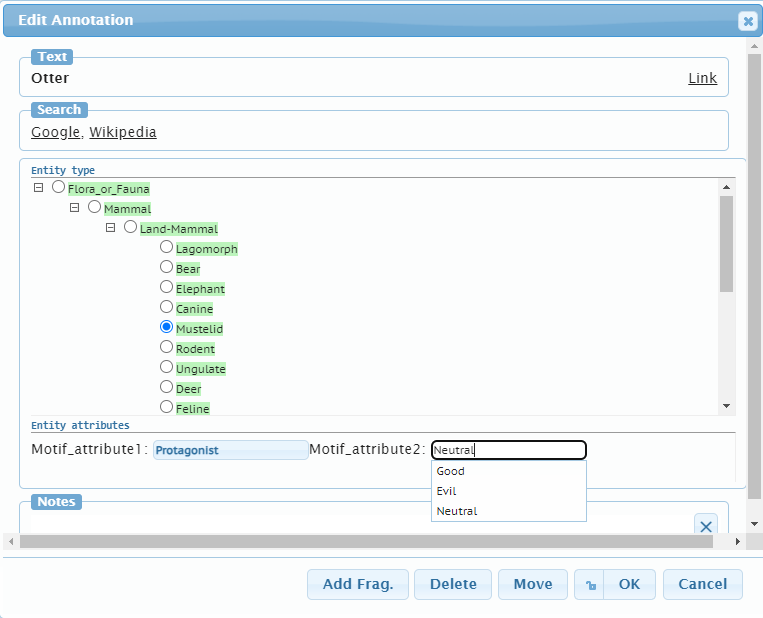 Edit Annotation
Text
Otter Link
Search
Google, Wikipedia
Entity type
Flora_or_Fauna
Mammal
Land-Mammal
Lagomorph
Bear
Elephant
Canine
Mustelid
Rodent
Ungulate
Deer
Feline
Entity attributes
Motif_attribute1: Protagonist Motif_attribute2: Neutral
Good
Evil
Neutral
Notes
Add Frag. Delete Move OK Cancel